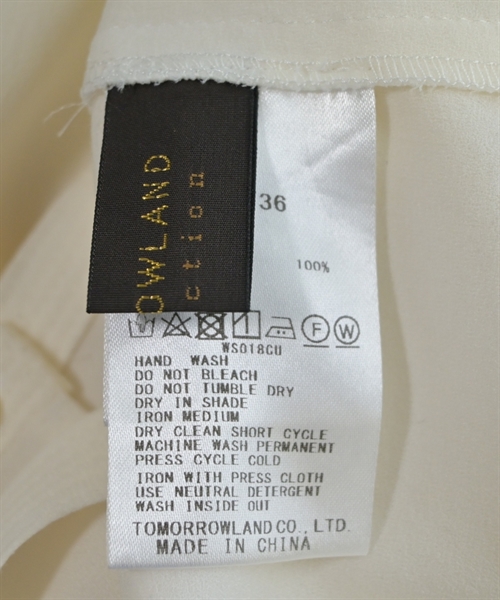 OWLAND
ction
36
100%
F W
WS018CU
HAND WASH
DO NOT BLEACH
DO NOT TUMBLE DRY
DRY IN SHADE
IRON MEDIUM
DRY CLEAN SHORT CYCLE
MACHINE WASH PERMANENT
PRESS CYCLE COLD
IRON WITH PRESS CLOTH
USE NEUTRAL DETERGENT
WASH INSIDE OUT
TOMORROWLAND CO., LTD.
MADE IN CHINA